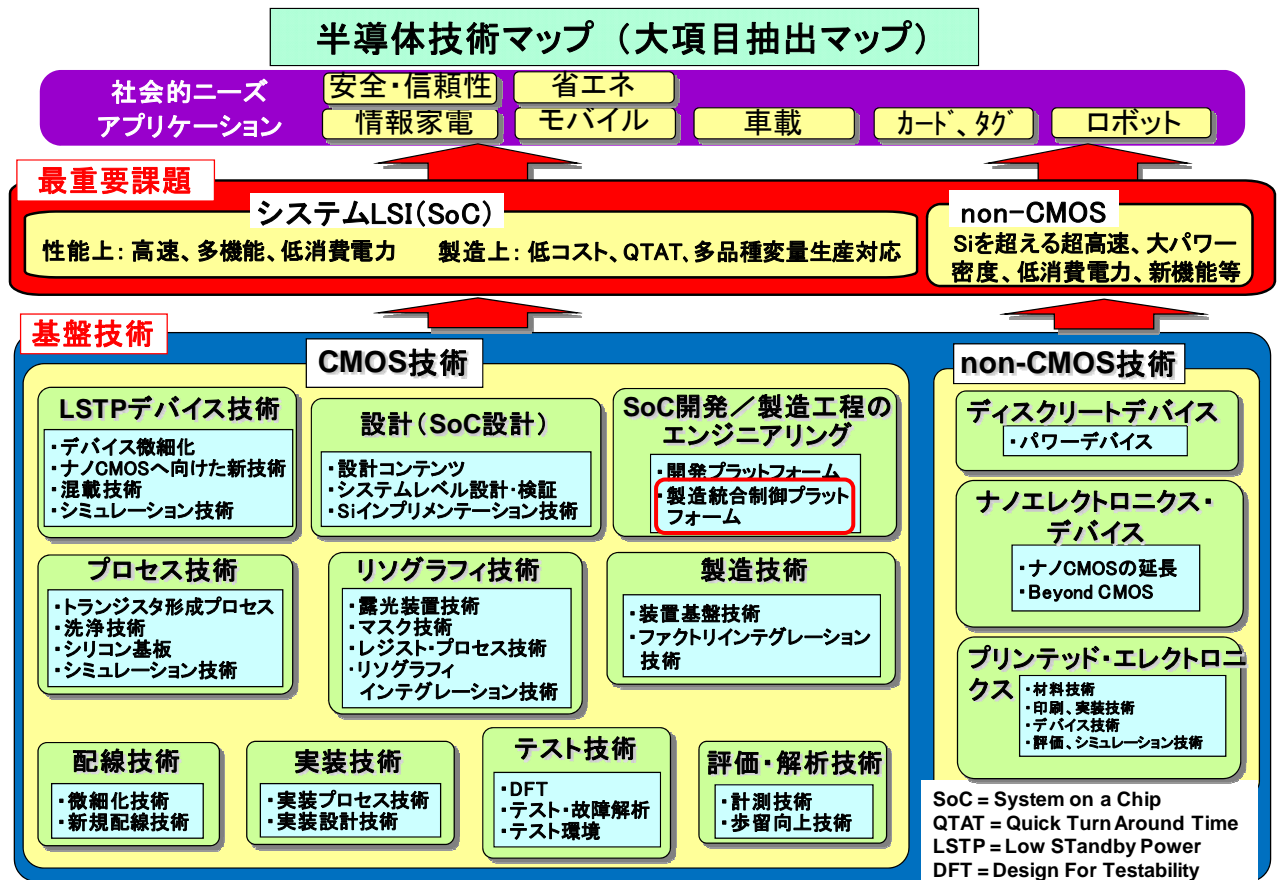 半導体技術マップ （大項目抽出マップ）
社会的ニーズ
アプリケーション
安全・信頼性
省エネ
情報家電
モバイル
車載
ｶｰﾄﾞ、ﾀｸﾞ
ロボット
最重要課題
システムLSI(SoC)
性能上：高速、多機能、低消費電力　製造上：低コスト、QTAT、多品種変量生産対応
non-CMOS
Siを超える超高速、大パワー
密度、低消費電力、新機能等
基盤技術
CMOS技術
LSTPデバイス技術
・デバイス微細化
・ナノCMOSへ向けた新技術
・混載技術
・シミュレーション技術
設計（SoC設計）
・設計コンテンツ
・システムレベル設計・検証
・Siインプリメンテーション技術
SoC開発／製造工程の
エンジニアリング
・開発プラットフォーム
・製造統合制御プラット
フォーム
プロセス技術
・トランジスタ形成プロセス
・洗浄技術
・シリコン基板
・シミュレーション技術
リソグラフィ技術
・露光装置技術
・マスク技術
・レジスト・プロセス技術
・リソグラフィ
インテグレーション技術
製造技術
・装置基盤技術
・ファクトリインテグレーション
技術
配線技術
・微細化技術
・新規配線技術
実装技術
・実装プロセス技術
・実装設計技術
テスト技術
・DFT
・テスト・故障解析
・テスト環境
評価・解析技術
・計測技術
・歩留向上技術
non-CMOS技術
ディスクリートデバイス
・パワーデバイス
ナノエレクトロニクス・
デバイス
・ナノCMOSの延長
・Beyond CMOS
プリンテッド・エレクトロニ
クス
・材料技術
・印刷、実装技術
・デバイス技術
・評価、シミュレーション技術
SoC = System on a Chip
QTAT = Quick Turn Around Time
LSTP = Low STandby Power
DFT = Design For Testability